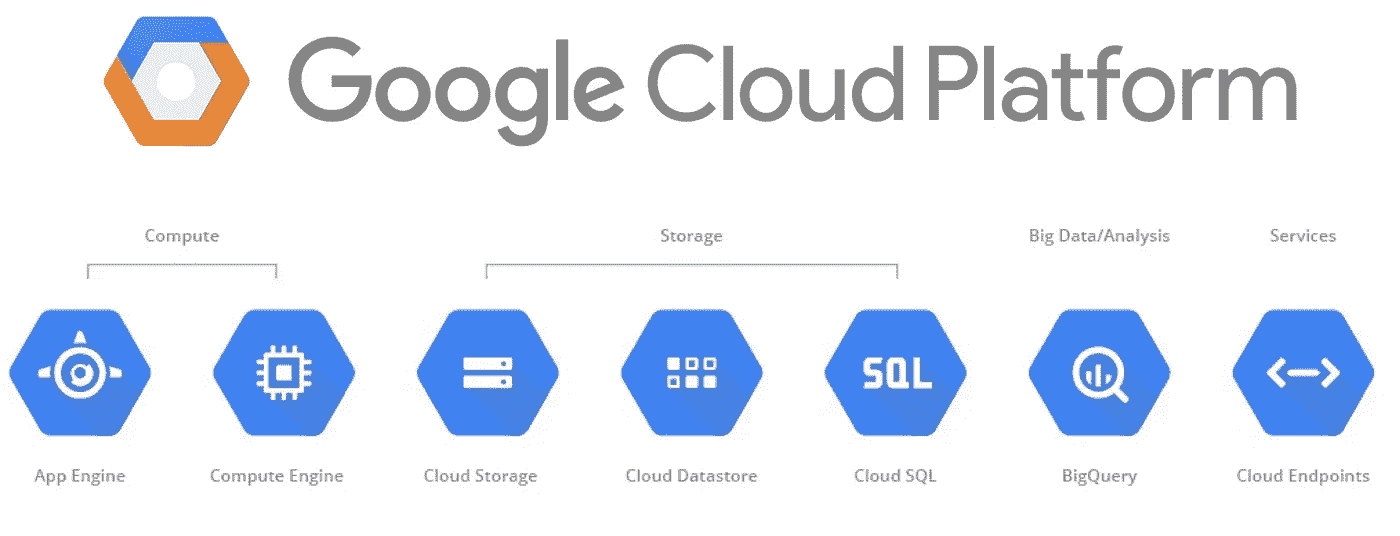 Google Cloud Platform
Compute
Storage
Big Data/Analysis
Services
SQL
App Engine
Compute Engine
Cloud Storage
Cloud Datastore
Cloud SQL
BigQuery
Cloud Endpoints